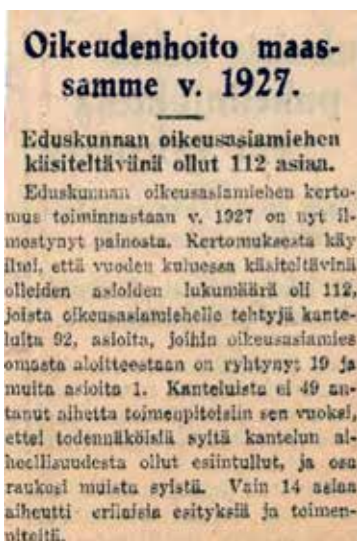 Oikeudenhoito maas-
samme v. 1927.
Eduskunnan oikeusasiamiehen
käsiteltävänä ollut 112 asiaa.
Eduskunnan oikeusasiamiehen kerto-
mus toiminnastaan v. 1927 on nyt il-
mestynyt painosta. Kertomuksesta käy
ilmi, että vuoden kuluessa käsiteltävinä
olleiden asioiden lukumäärä oli 112,
joista oikeusasiamiehelle tehtyjä kante-
luita 92, asioita, joihin oikeusasiamies
omasta aloitteestaan on ryhtynyt 19 ja
muita asioita 1. Kanteluista ei 49 an-
tanut aihetta toimenpiteisiin sen vuoksi,
ettei todennäköisiä syitä kantelun ai-
heellisuudesta ollut esiintullut, ja osa
raukosi muista syistä. Vain 14 asiaa
aiheutti erilaisia esityksiä ja toimen-
piteitä.